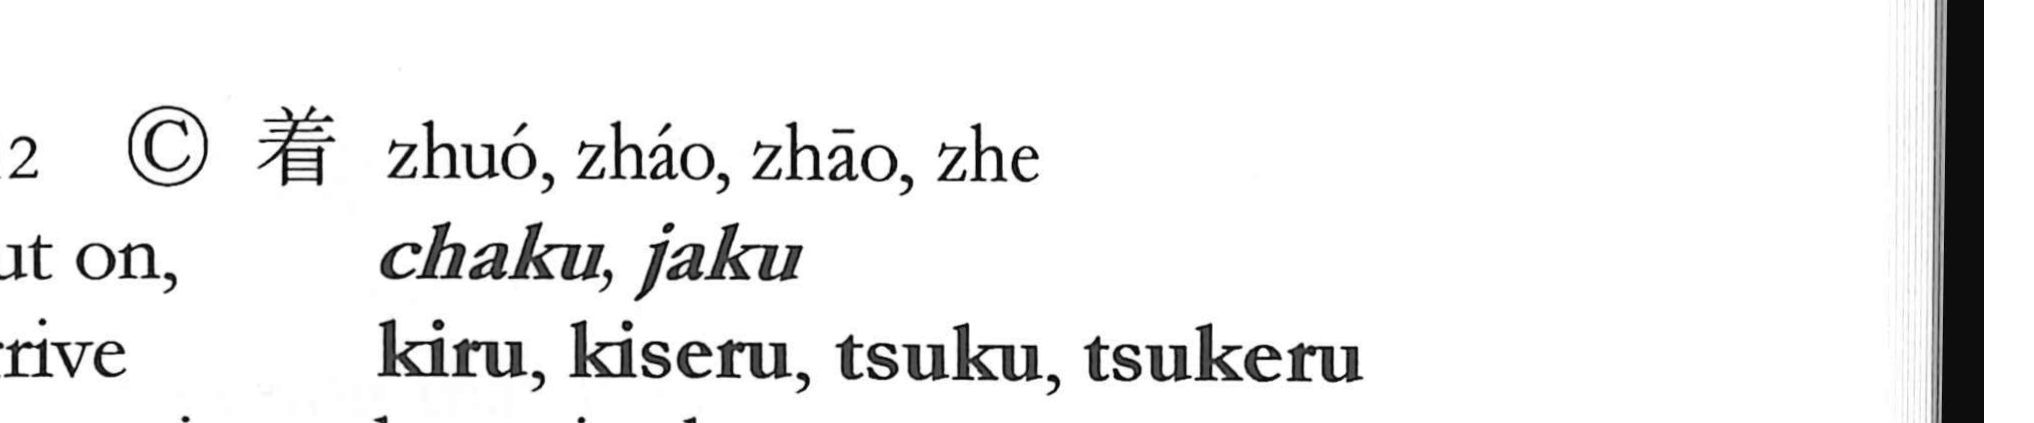 2 Ⓒ 着 zhuó, zháo, zhāo, zhe
ut on, chaku, jaku
rive kiru, kiseru, tsuku, tsukeru